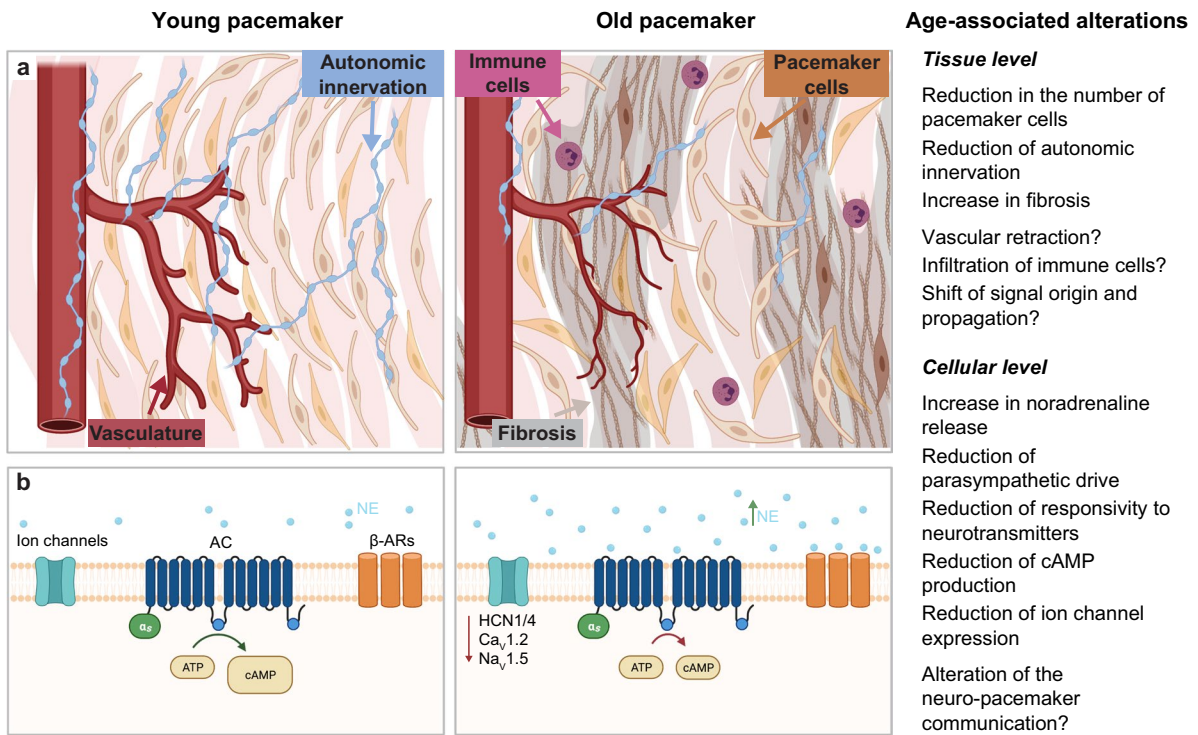 Young pacemaker
Old pacemaker
Age-associated alterations
a
Autonomic
innervation
Vasculature
Immune
cells
Pacemaker
cells
Fibrosis
Tissue level
Reduction in the number of
pacemaker cells
Reduction of autonomic
innervation
Increase in fibrosis
Vascular retraction?
Infiltration of immune cells?
Shift of signal origin and
propagation?
b
NE
Ion channels
AC
β-ARs
αs
ATP
cAMP
NE
HCN1/4
CaV1.2
NaV1.5
αs
ATP
cAMP
Cellular level
Increase in noradrenaline
release
Reduction of
parasympathetic drive
Reduction of responsivity to
neurotransmitters
Reduction of cAMP
production
Reduction of ion channel
expression
Alteration of the
neuro-pacemaker
communication?